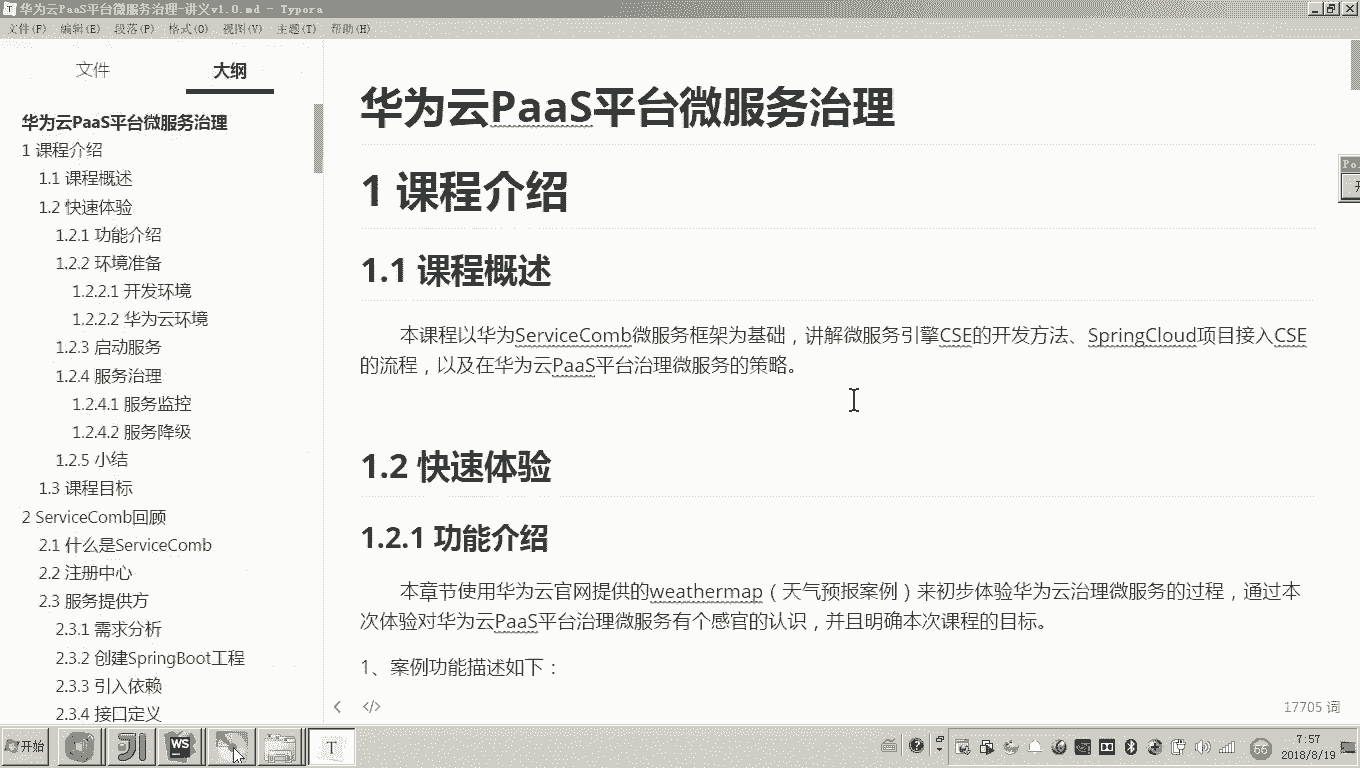 华为云PaaS平台微服务治理-讲义v1.0.md - Typora
文件(F) 编辑(E) 段落(P) 格式(O) 视图(V) 主题(T) 帮助(H)
文件 大纲
华为云PaaS平台微服务治理
1 课程介绍
1.1 课程概述
1.2 快速体验
1.2.1 功能介绍
1.2.2 环境准备
1.2.2.1 开发环境
1.2.2.2 华为云环境
1.2.3 启动服务
1.2.4 服务治理
1.2.4.1 服务监控
1.2.4.2 服务降级
1.2.5 小结
1.3 课程目标
2 ServiceComb回顾
2.1 什么是ServiceComb
2.2 注册中心
2.3 服务提供方
2.3.1 需求分析
2.3.2 创建SpringBoot工程
2.3.3 引入依赖
2.3.4 接口定义
华为云PaaS平台微服务治理
1 课程介绍
1.1 课程概述
本课程以华为ServiceComb微服务框架为基础，讲解微服务引擎CSE的开发方法、SpringCloud项目接入CSE
的流程，以及在华为云PaaS平台治理微服务的策略。
1.2 快速体验
1.2.1 功能介绍
本章节使用华为云官网提供的weathermap（天气预报案例）来初步体验华为云治理微服务的过程，通过本
次体验对华为云PaaS平台治理微服务有个感官的认识，并且明确本次课程的目标。
1、案例功能描述如下：
17705 词
Po
开始
WS
T
66
7:57
2018/8/19